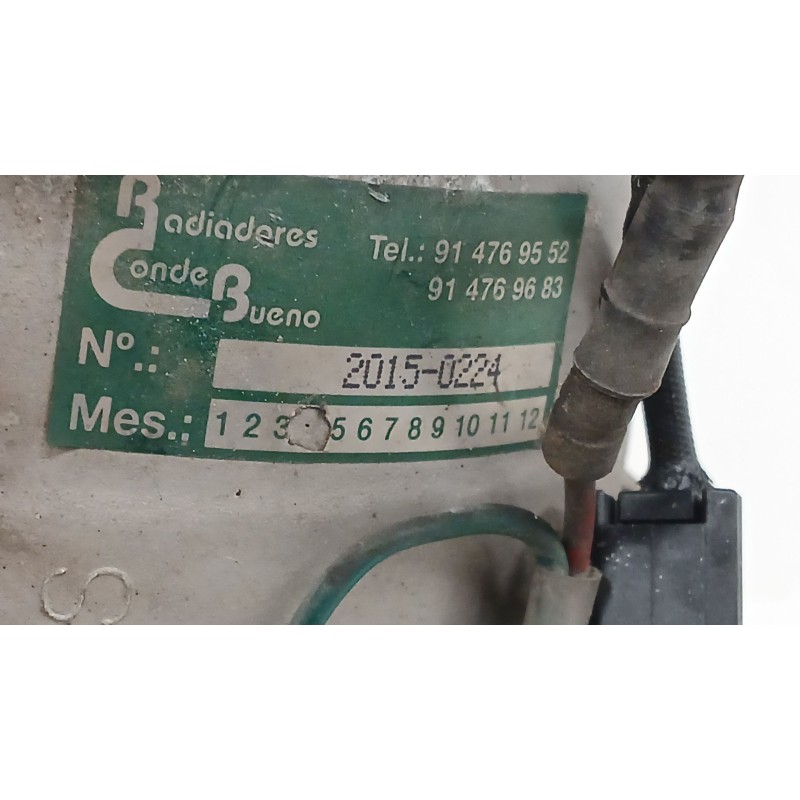 Radiadores
Conde Bueno
Tel.: 91 476 95 52
91 476 96 83
Nº.: 2015-0224
Mes.: 1 2 3 5 6 7 8 9 10 11 12
S